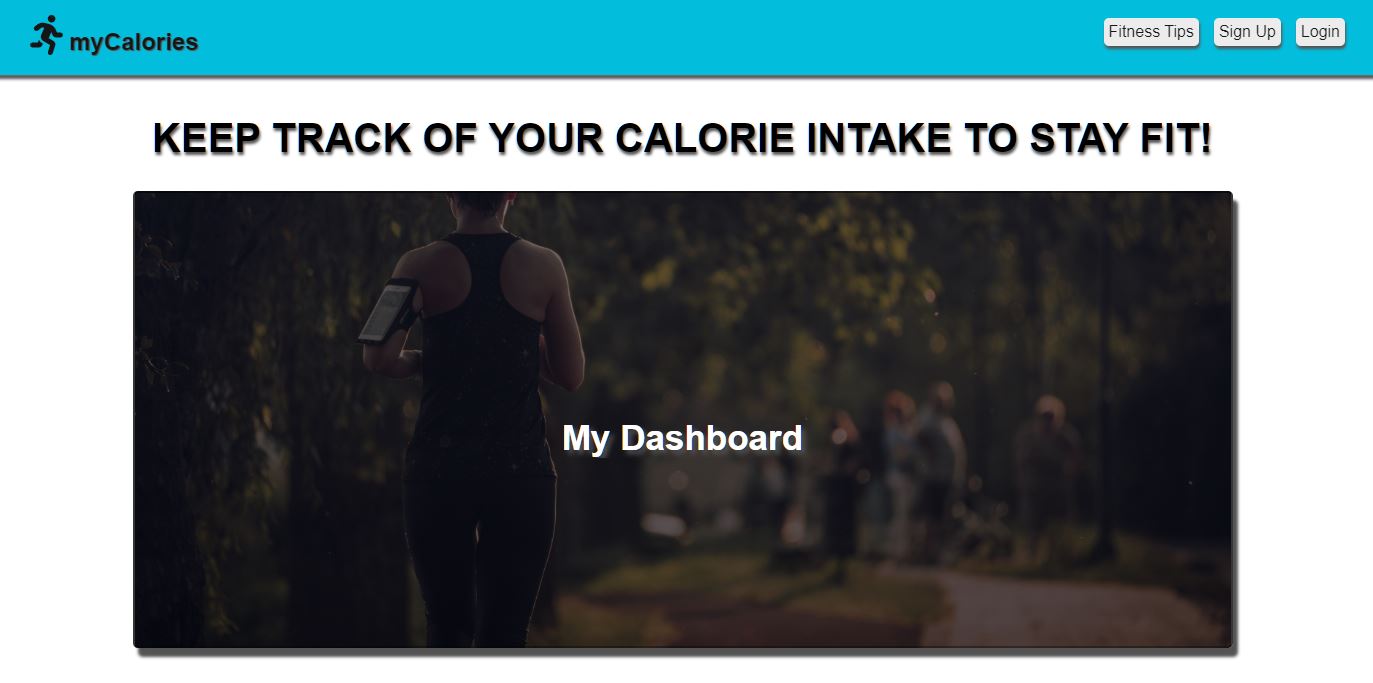 myCalories
Fitness Tips
Sign Up
Login
KEEP TRACK OF YOUR CALORIE INTAKE TO STAY FIT!
My Dashboard